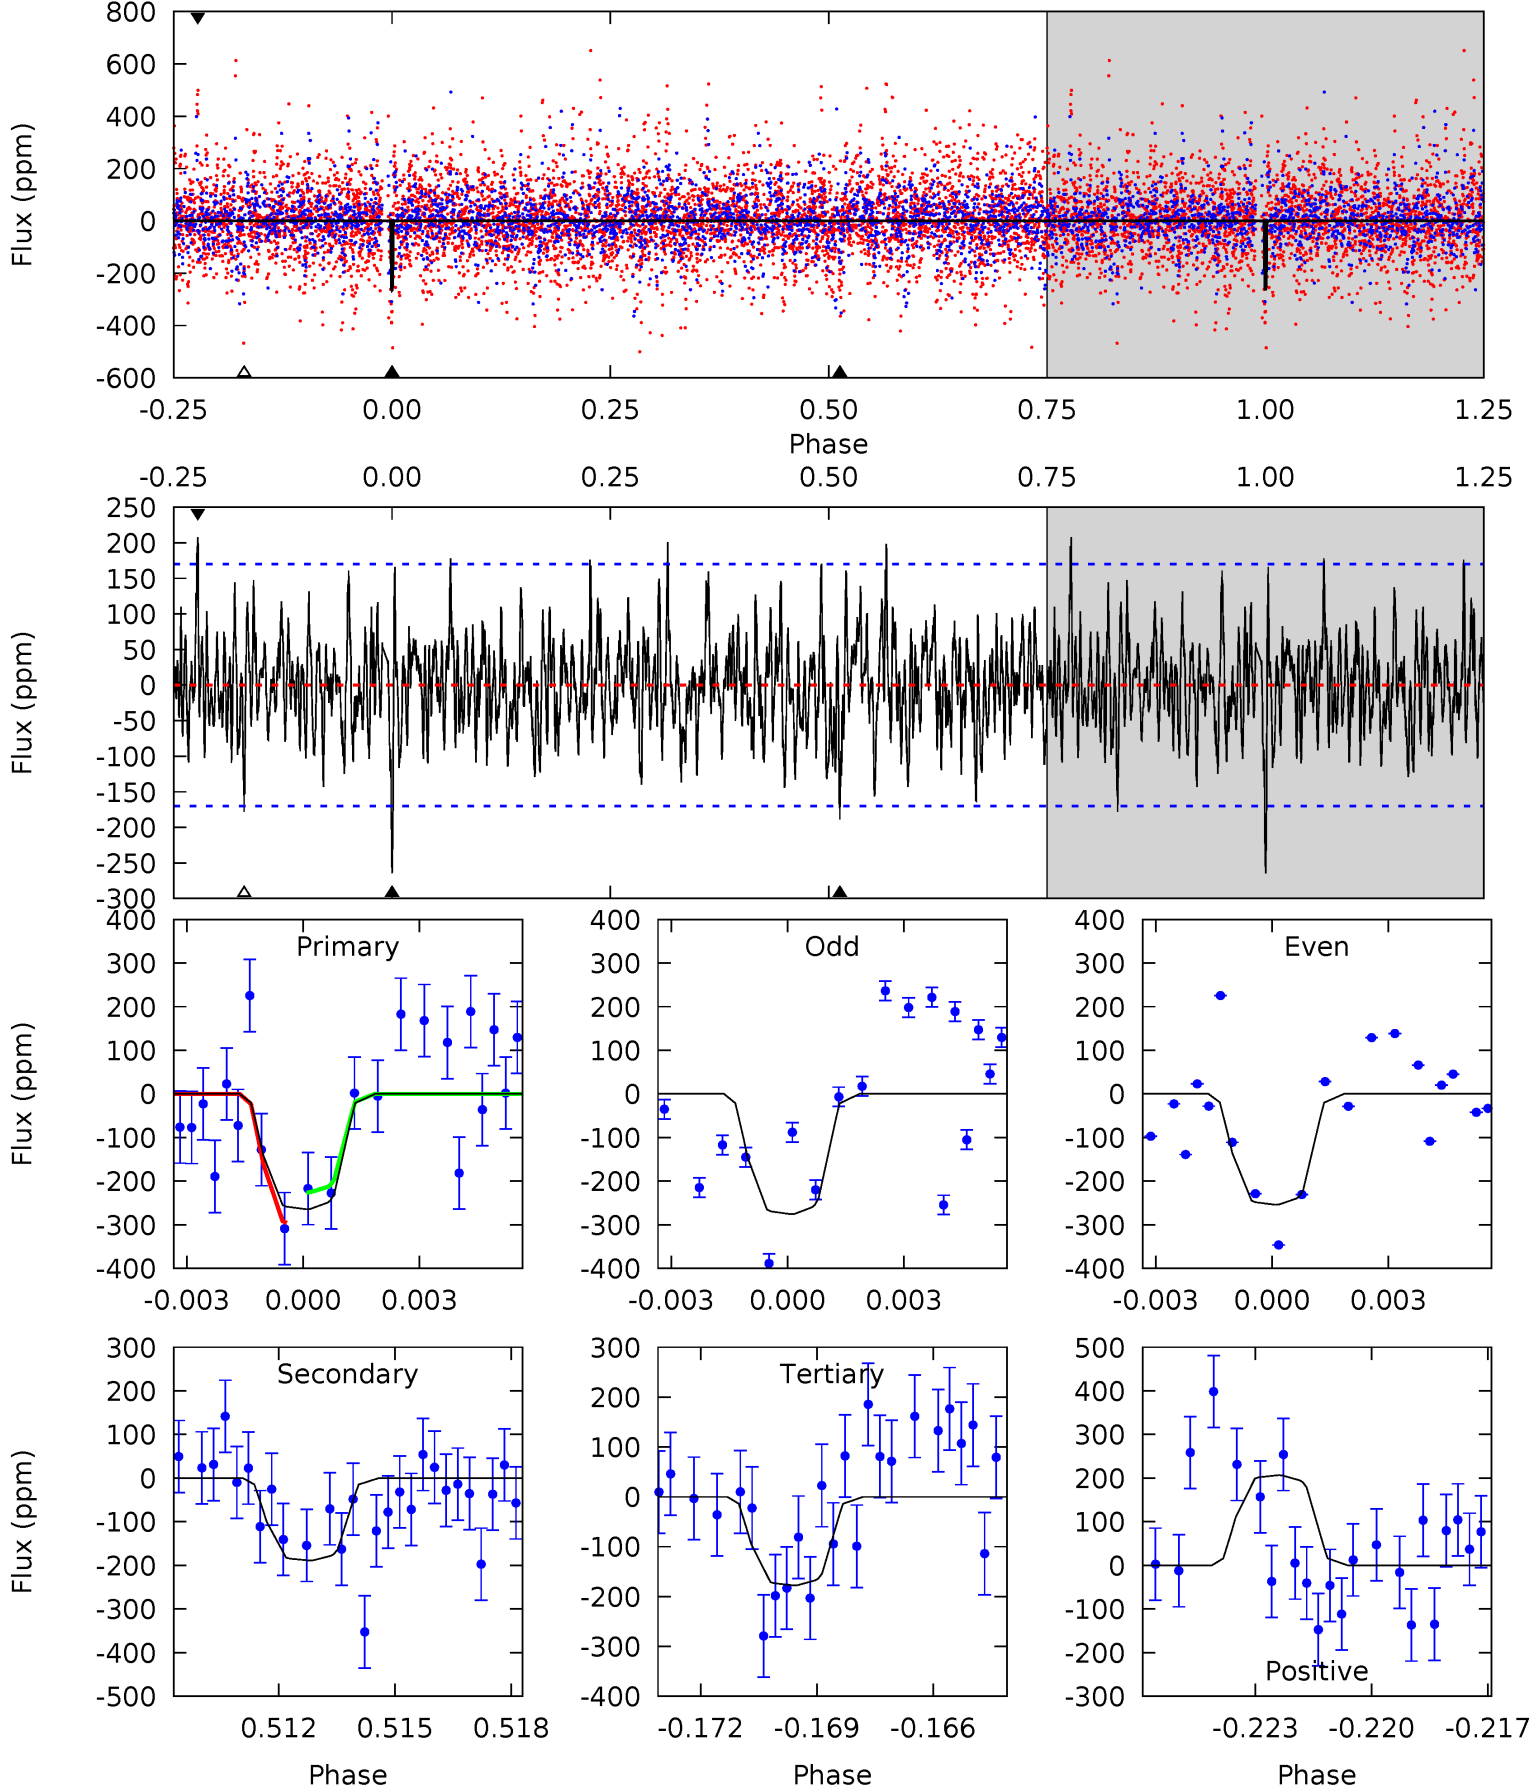 800
600
400
200
0
-200
-400
-600
Flux (ppm)
-0.25 0.00 0.25 0.50 0.75 1.00 1.25
Phase
-0.25 0.00 0.25 0.50 0.75 1.00 1.25
250
200
150
100
50
0
-50
-100
-150
-200
-250
-300
Flux (ppm)
Primary Odd Even
400 400 400
300 300 300
200 200 200
100 100 100
0 0 0
-100 -100 -100
-200 -200 -200
-300 -300 -300
-400 -400 -400
Flux (ppm)
-0.003 0.000 0.003 -0.003 0.000 0.003 -0.003 0.000 0.003
Secondary Tertiary Positive
300 300 500
200 200 400
100 100 300
0 0 200
-100 -100 100
-200 -200 0
-300 -300 -100
-400 -400 -200
-500 -300
Flux (ppm)
0.512 0.515 0.518 -0.172 -0.169 -0.166 -0.223 -0.220 -0.217
Phase Phase Phase